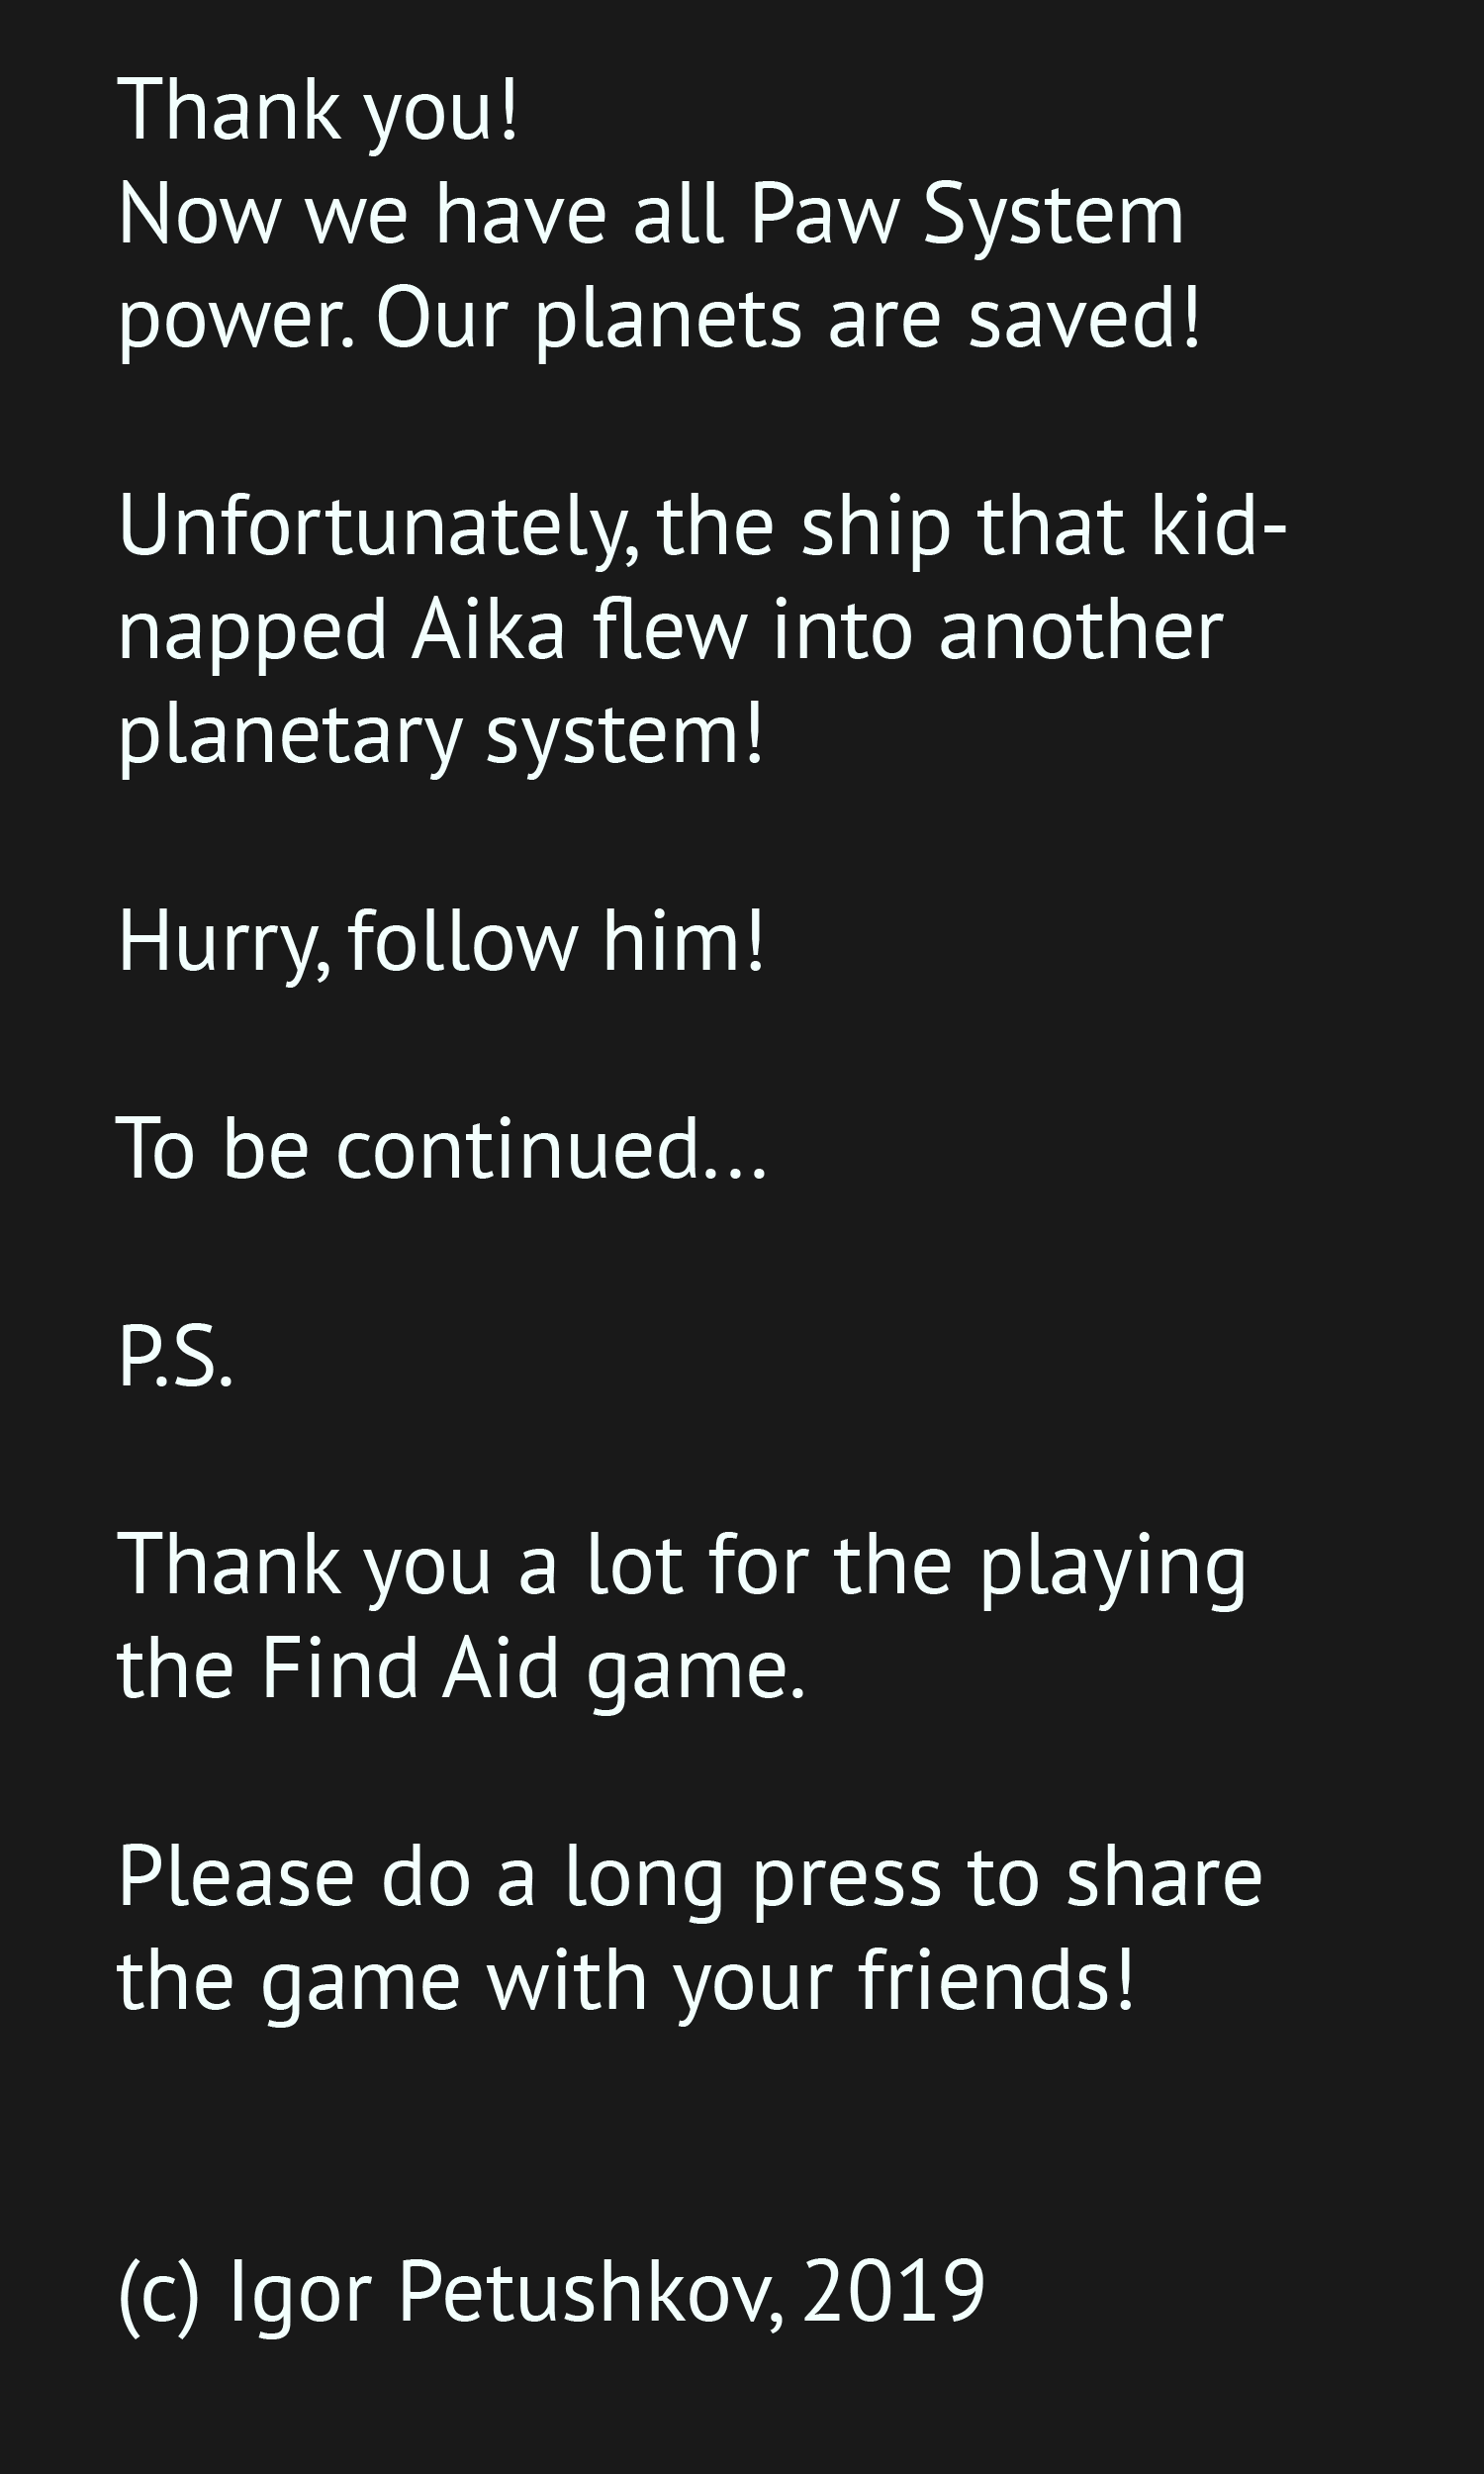 Thank you!
Now we have all Paw System
power. Our planets are saved!
Unfortunately, the ship that kid-
napped Aika flew into another
planetary system!
Hurry, follow him!
To be continued...
P.S.
Thank you a lot for the playing
the Find Aid game.
Please do a long press to share
the game with your friends!
(c) Igor Petushkov, 2019